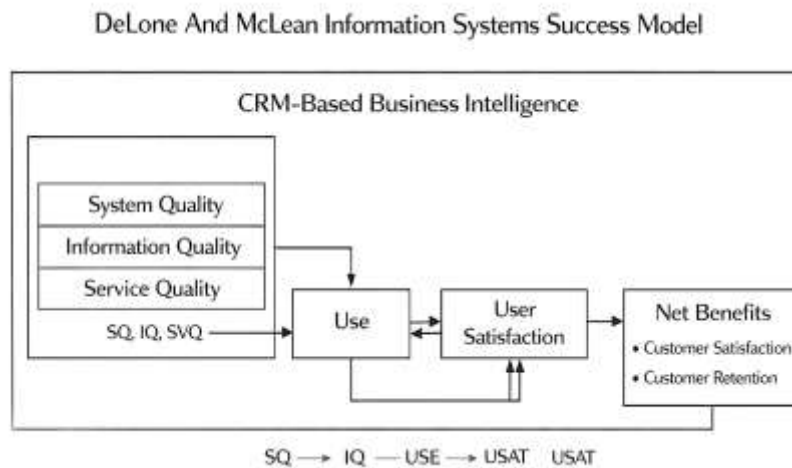 DeLone And McLean Information Systems Success Model
CRM-Based Business Intelligence
System Quality
Information Quality
Service Quality
SQ, IQ, SVQ
Use
User
Satisfaction
Net Benefits
• Customer Satisfaction
• Customer Retention
SQ → IQ — USE → USAT USAT